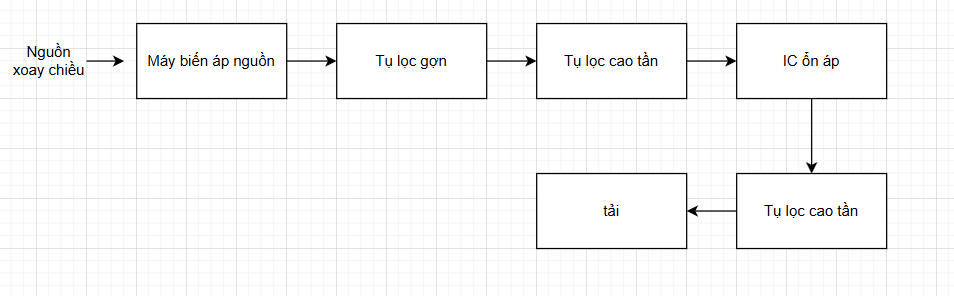 Nguồn
xoay chiều
Máy biến áp nguồn
Tụ lọc gợn
Tụ lọc cao tần
IC ổn áp
tải
Tụ lọc cao tần